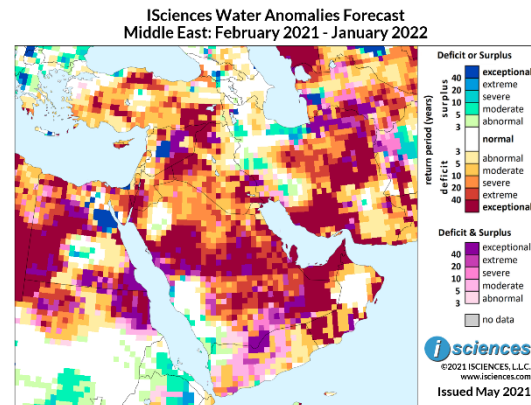 ISciences Water Anomalies Forecast
Middle East: February 2021 - January 2022
Deficit or Surplus
return period (years)
surplus
deficit
exceptional
40
extreme
20
severe
10
moderate
5
abnormal
3
normal
3
abnormal
5
moderate
10
severe
20
extreme
40
exceptional
Deficit & Surplus
exceptional
40
extreme
20
severe
10
moderate
5
abnormal
3
no data
i sciences
©2021 ISCIENCES, L.L.C.
www.isciences.com
Issued May 2021